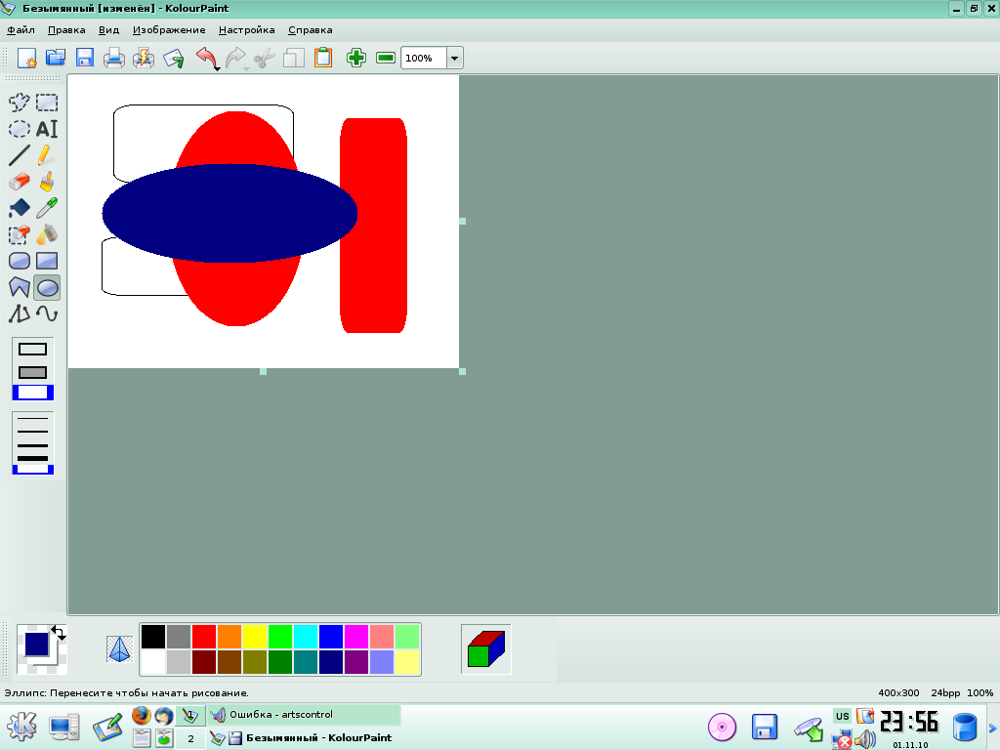 Безымянный [изменён] - KolourPaint
Файл Правка Вид Изображение Настройка Справка
100%
AI
Эллипс: Перенесите чтобы начать рисование.
400x300 24bpp 100%
Ошибка - artscontrol
US
23:56
2
Безымянный - KolourPaint
01.11.10